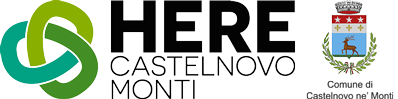 HERE
CASTELNOVO
MONTI
Comune di
Castelnovo ne' Monti